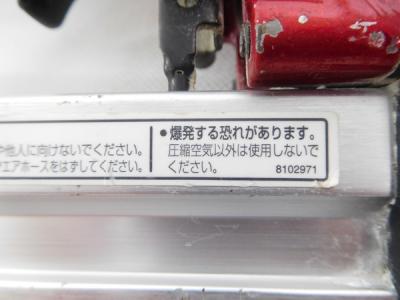 他人に向けないでください。
エアホースをはずしてください。
●爆発する恐れがあります。
圧縮空気以外は使用しないで
ください。
8102971